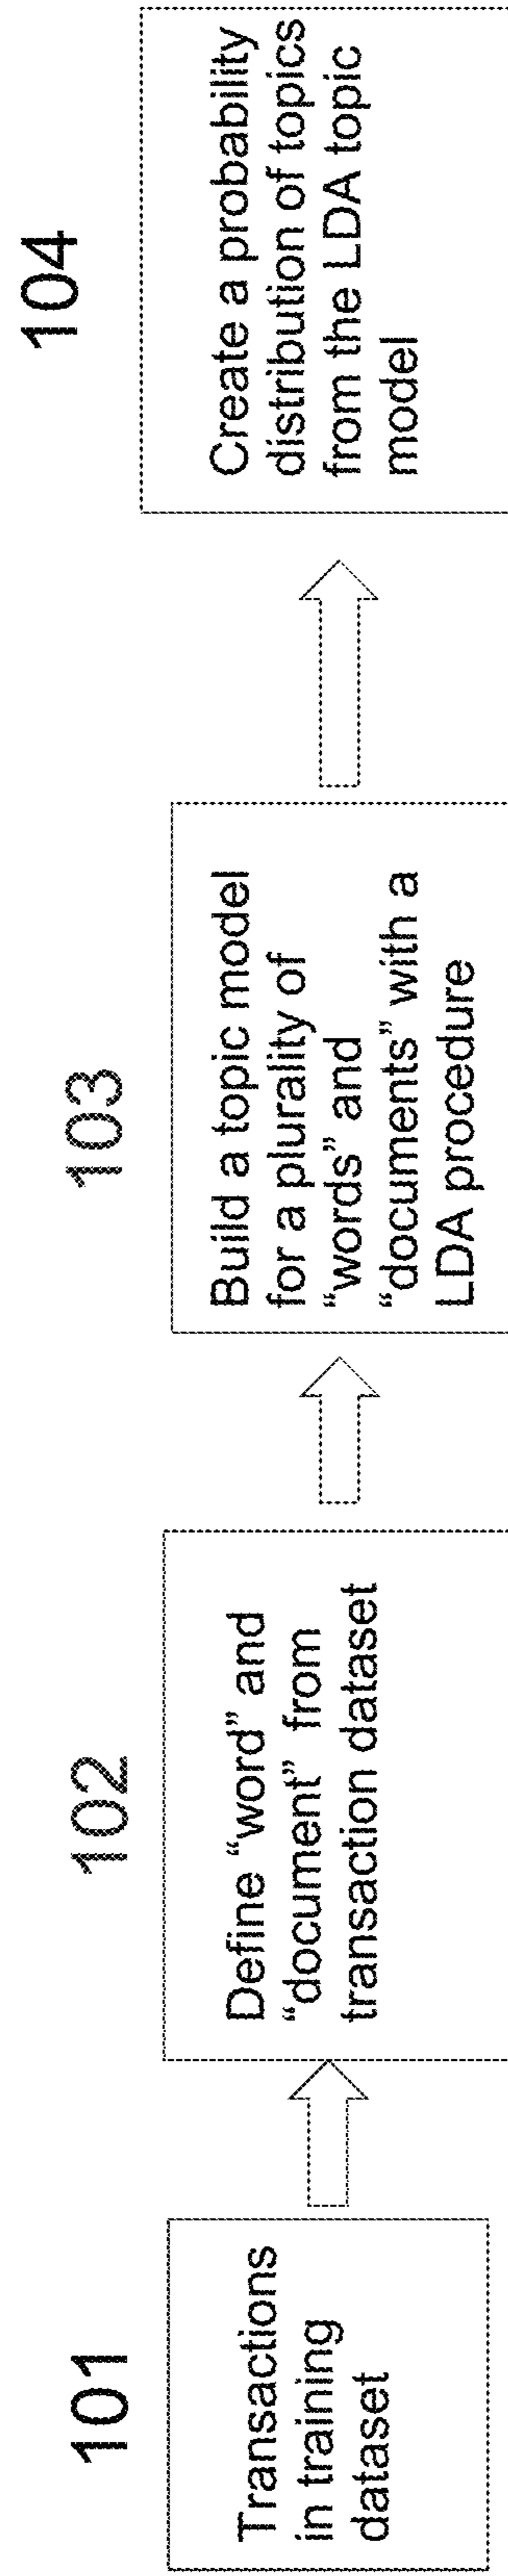 101
Transactions
in training
dataset
102
Define “word” and
“document” from
transaction dataset
103
Build a topic model
for a plurality of
“words” and
“documents” with a
LDA procedure
104
Create a probability
distribution of topics
from the LDA topic
model